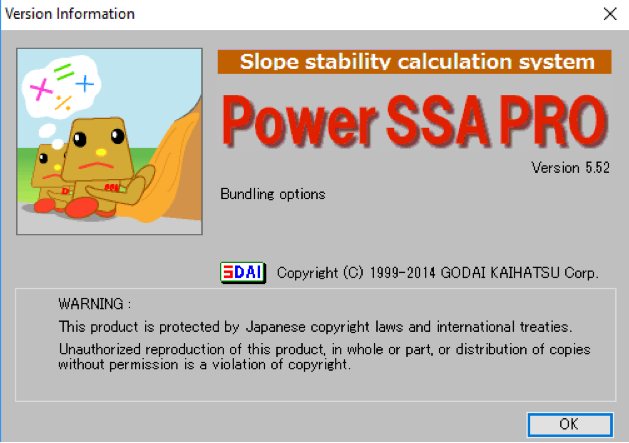 Version Information
Slope stability calculation system
Power SSA PRO
Version 5.52
Bundling options
5DAI Copyright (C) 1999-2014 GODAI KAIHATSU Corp.
WARNING :
This product is protected by Japanese copyright laws and international treaties.
Unauthorized reproduction of this product, in whole or part, or distribution of copies
without permission is a violation of copyright.
OK